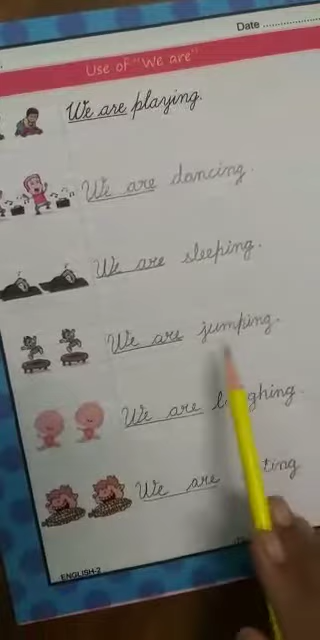 Date ..............
Use of "We are"
We are playing.
We are dancing.
We are sleeping.
We are jumping.
We are
We are
ENGLISH-2